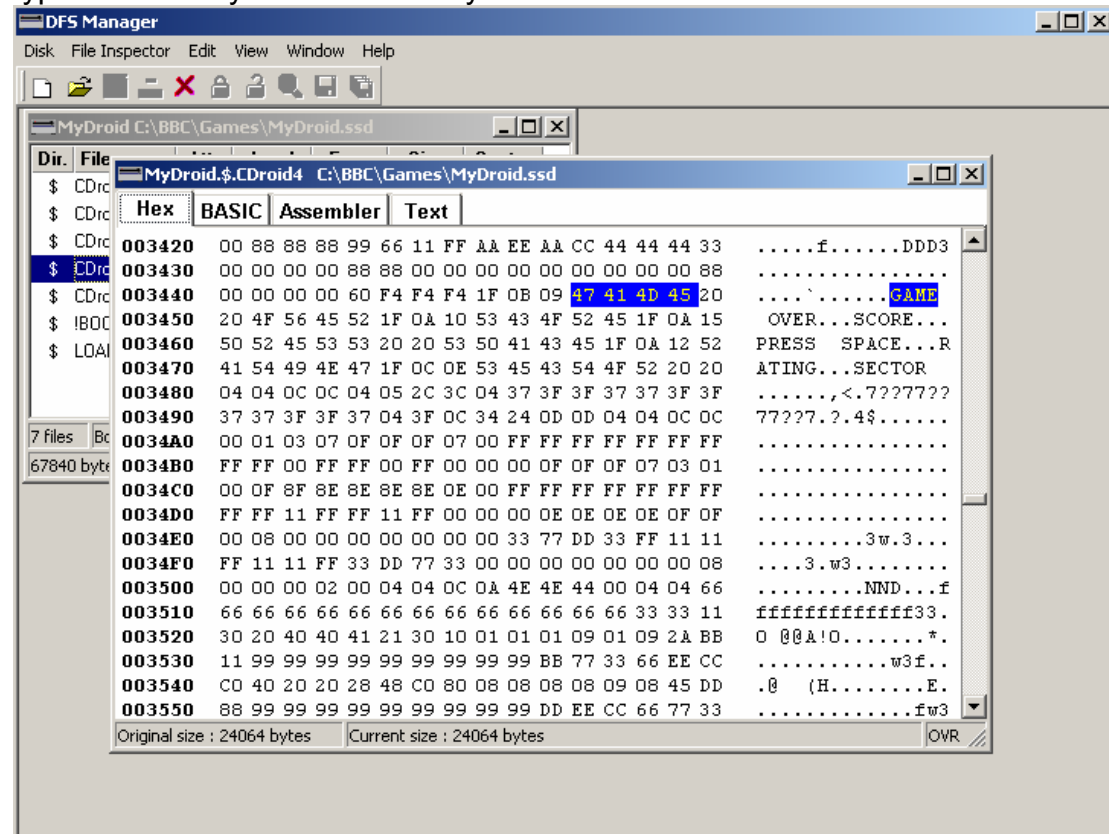 DFS Manager
Disk File Inspector Edit View Window Help
MyDroid C:\BBC\Games\MyDroid.ssd
Dir. File
$ CDro
$ CDro
$ CDro
$ CDro
$ CDro
$ !BOO
$ LOAD
7 files
67840 byte
MyDroid.$.CDroid4 C:\BBC\Games\MyDroid.ssd
Hex BASIC Assembler Text
003420 00 88 88 88 99 66 11 FF AA EE AA CC 44 44 44 33 .....f......DDD3
003430 00 00 00 00 88 88 00 00 00 00 00 00 00 00 00 88 ................
003440 00 00 00 00 60 F4 F4 F4 1F 0B 09 47 41 4D 45 20 ....`......GAME
003450 20 4F 56 45 52 1F 0A 10 53 43 4F 52 45 1F 0A 15 OVER...SCORE...
003460 50 52 45 53 53 20 20 53 50 41 43 45 1F 0A 12 52 PRESS SPACE...R
003470 41 54 49 4E 47 1F 0C 0E 53 45 43 54 4F 52 20 20 ATING...SECTOR
003480 04 04 0C 0C 04 05 2C 3C 04 37 3F 3F 37 37 3F 3F ......,<.7??77??
003490 37 37 3F 3F 37 04 3F 0C 34 24 0D 0D 04 04 0C 0C 77??7.?.4$......
0034A0 00 01 03 07 0F 0F 0F 07 00 FF FF FF FF FF FF FF ................
0034B0 FF FF 00 FF FF 00 FF 00 00 00 0F 0F 0F 07 03 01 ................
0034C0 00 0F 8F 8E 8E 8E 8E 0E 00 FF FF FF FF FF FF FF ................
0034D0 FF FF 11 FF FF 11 FF 00 00 00 0E 0E 0E 0E 0F 0F ................
0034E0 00 08 00 00 00 00 00 00 00 33 77 DD 33 FF 11 11 .........3w.3...
0034F0 FF 11 11 FF 33 DD 77 33 00 00 00 00 00 00 00 08 ....3.w3........
003500 00 00 00 02 00 04 04 0C 0A 4E 4E 44 00 04 04 66 .........NND...f
003510 66 66 66 66 66 66 66 66 66 66 66 66 66 33 33 11 fffffffffffff33.
003520 30 20 40 40 41 21 30 10 01 01 01 09 01 09 2A BB 0 @@A!0.......*.
003530 11 99 99 99 99 99 99 99 99 99 BB 77 33 66 EE CC ...........w3f..
003540 C0 40 20 20 28 48 C0 80 08 08 08 08 09 08 45 DD .@ (H........E.
003550 88 99 99 99 99 99 99 99 99 99 DD EE CC 66 77 33 .............fw3
Original size : 24064 bytes Current size : 24064 bytes OVR